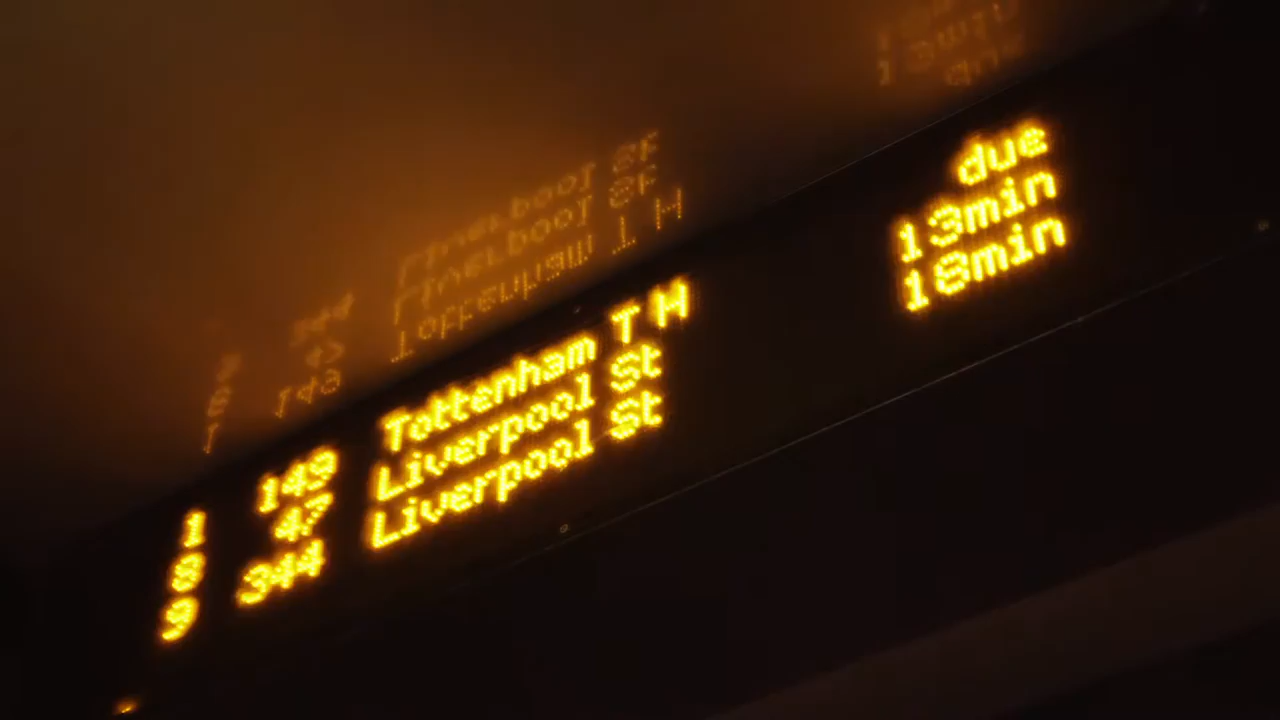 1 149 Tottenham T H due
8 47 Liverpool St 13min
9 344 Liverpool St 18min